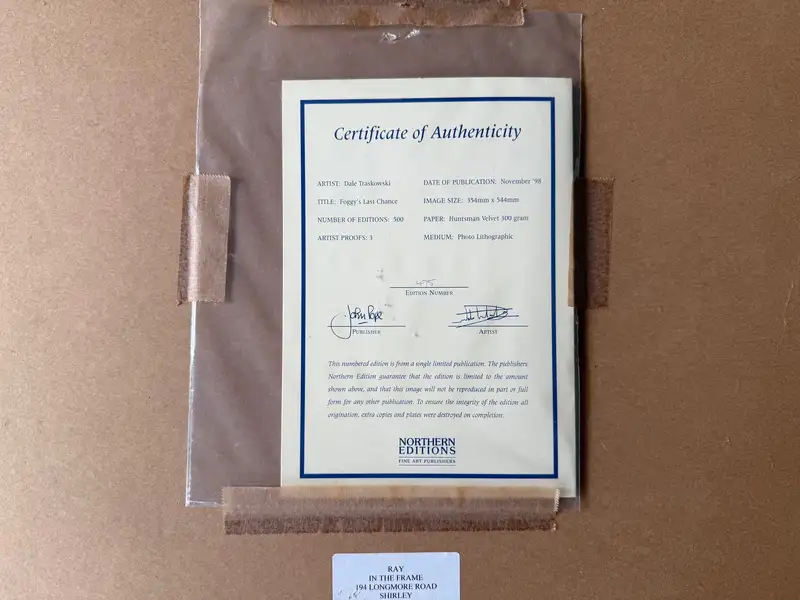 Certificate of Authenticity
ARTIST: Dale Traskowski
DATE OF PUBLICATION: November '98
TITLE: Foggy's Last Chance
IMAGE SIZE: 354mm x 544mm
NUMBER OF EDITIONS: 500
PAPER: Huntsman Velvet 300 gram
ARTIST PROOFS: 3
MEDIUM: Photo Lithographic
475
EDITION NUMBER
John Pope
PUBLISHER
ARTIST
This numbered edition is from a single limited publication. The publishers
Northern Edition guarantee that the edition is limited to the amount
shown above, and that this image will not be reproduced in part or full
form for any other publication. To ensure the integrity of the edition all
origination, extra copies and plates were destroyed on completion.
NORTHERN
EDITIONS
FINE ART PUBLISHERS
RAY
IN THE FRAME
194 LONGMORE ROAD
SHIRLEY